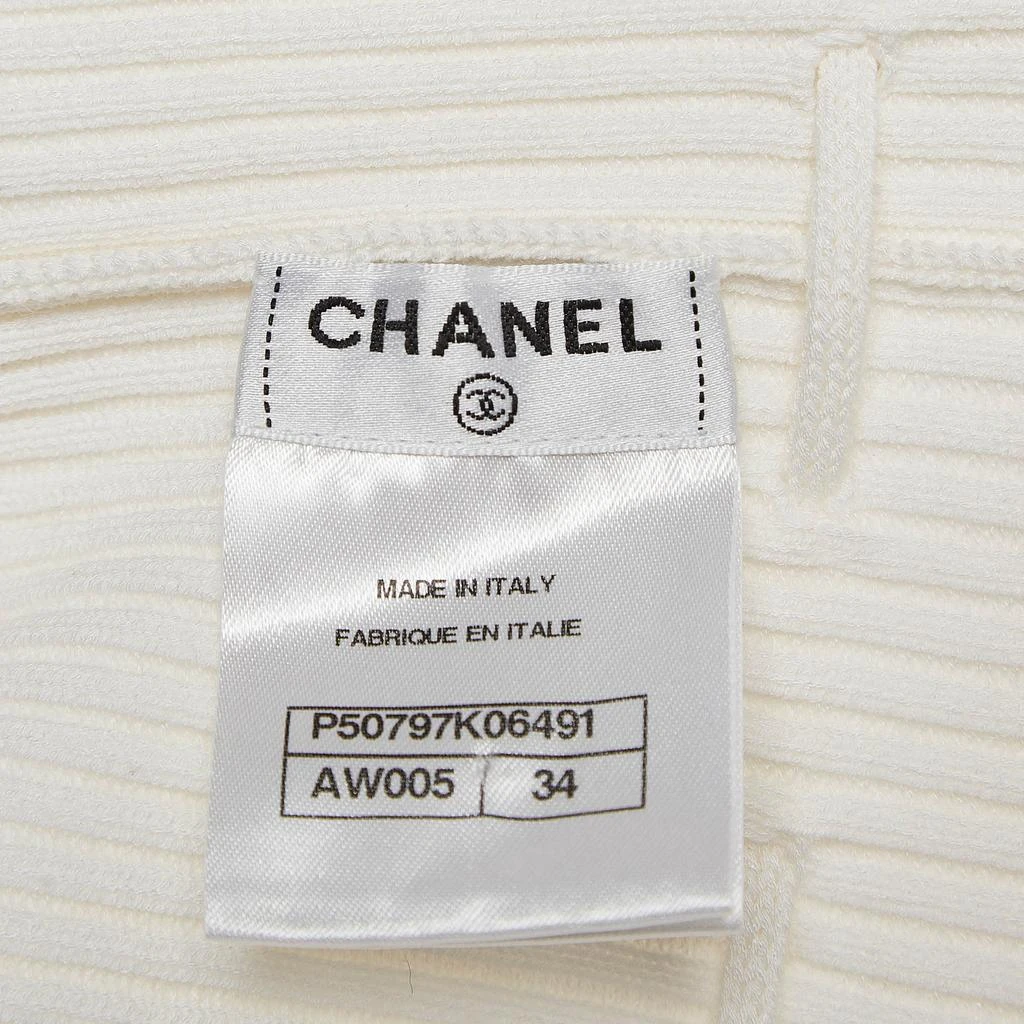 CHANEL
MADE IN ITALY
FABRIQUE EN ITALIE
P50797K06491
AW005 34